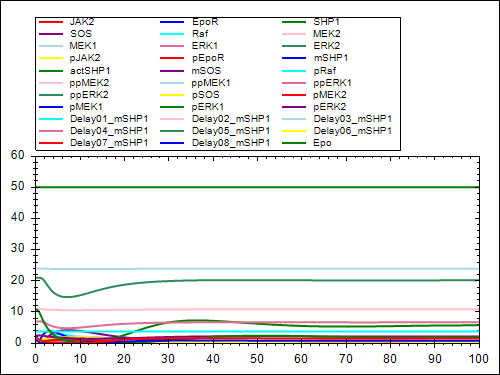 JAK2 EpoR SHP1
SOS Raf MEK2
MEK1 ERK1 ERK2
pJAK2 pEpoR mSHP1
actSHP1 mSOS pRaf
ppMEK2 ppMEK1 ppERK1
ppERK2 pSOS pMEK2
pMEK1 pERK1 pERK2
Delay01_mSHP1 Delay02_mSHP1 Delay03_mSHP1
Delay04_mSHP1 Delay05_mSHP1 Delay06_mSHP1
Delay07_mSHP1 Delay08_mSHP1 Epo
60
50
40
30
20
10
0
0 10 20 30 40 50 60 70 80 90 100